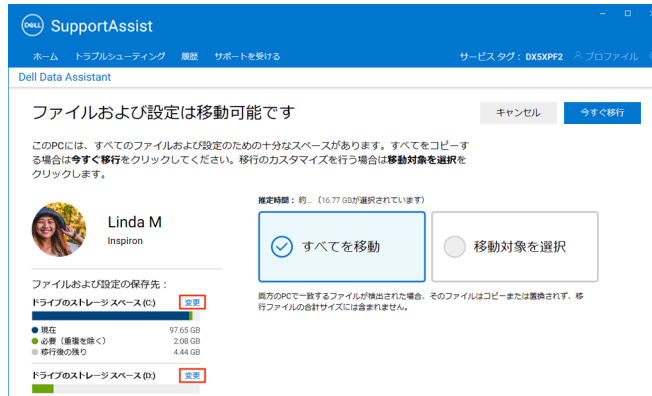 DELL SupportAssist
ホーム トラブルシューティング 履歴 サポートを受ける サービス タグ： DX5XPF2 プロファイル
Dell Data Assistant
ファイルおよび設定は移動可能です キャンセル 今すぐ移行
このPCには、すべてのファイルおよび設定のための十分なスペースがあります。すべてをコピーす
る場合は今すぐ移行をクリックしてください。移行のカスタマイズを行う場合は移動対象を選択を
クリックします。
推定時間： 約... （16.77 GBが選択されています）
Linda M
Inspiron
すべてを移動 移動対象を選択
ファイルおよび設定の保存先：
両方のPCで一致するファイルが検出された場合、そのファイルはコピーまたは置換されず、移
行ファイルの合計サイズには含まれません。
ドライブのストレージ スペース (C:) 変更
現在 97.65 GB
必要（重複を除く） 2.08 GB
移行後の残り 4.44 GB
ドライブのストレージ スペース (D:) 変更